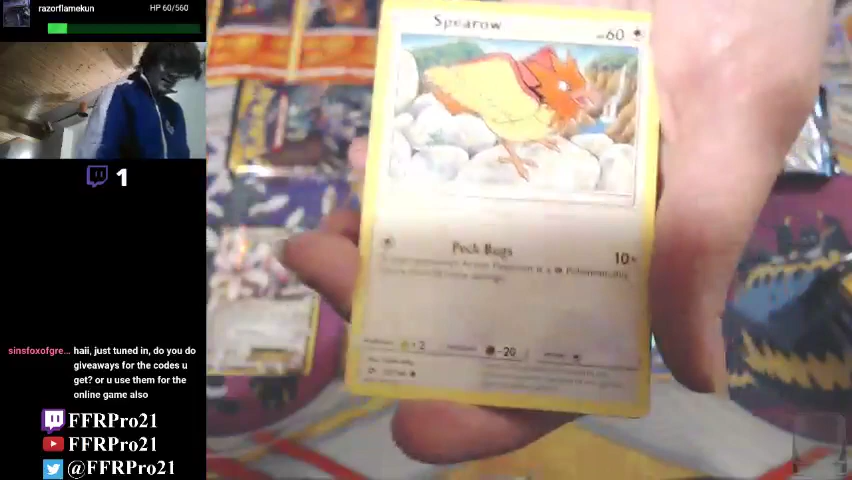 razorflamekun
HP 60/560
1
sinsfoxofgre... haii, just tuned in, do you do
giveaways for the codes u
get? or u use them for the
online game also
FFRPro21
FFRPro21
@FFRPro21
Spearow
60
Peck Bugs
10+
-20